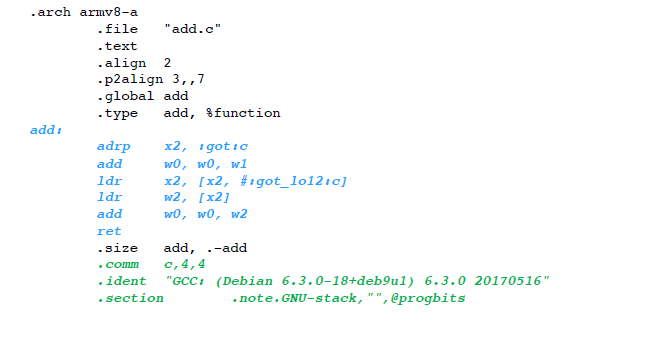 .arch armv8-a
.file "add.c"
.text
.align 2
.p2align 3,,7
.global add
.type add, %function
add:
adrp x2, :got:c
add w0, w0, w1
ldr x2, [x2, #:got_lo12:c]
ldr w2, [x2]
add w0, w0, w2
ret
.size add, .-add
.comm c,4,4
.ident "GCC: (Debian 6.3.0-18+deb9u1) 6.3.0 20170516"
.section .note.GNU-stack,"",@progbits